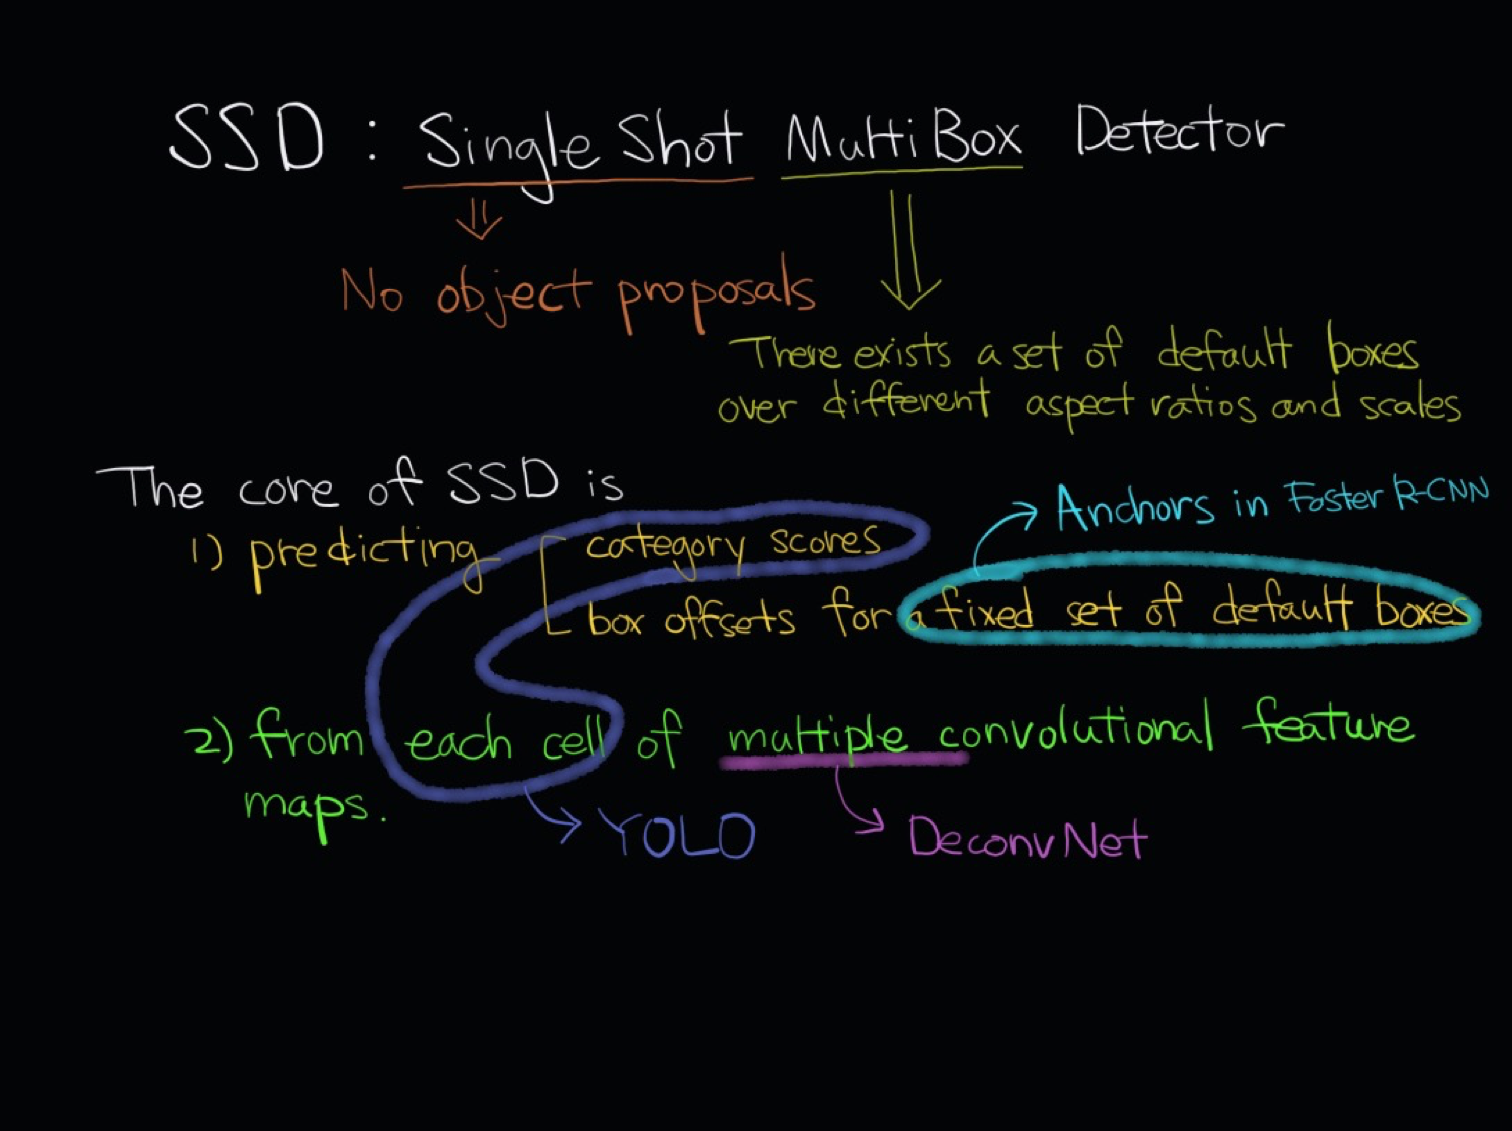 SSD : Single Shot MultiBox Detector
No object proposals
There exists a set of default boxes
over different aspect ratios and scales
The core of SSD is
Anchors in Faster R-CNN
1) predicting category scores
box offsets for a fixed set of default boxes
2) from each cell of multiple convolutional feature
maps.
YOLO
DeconvNet